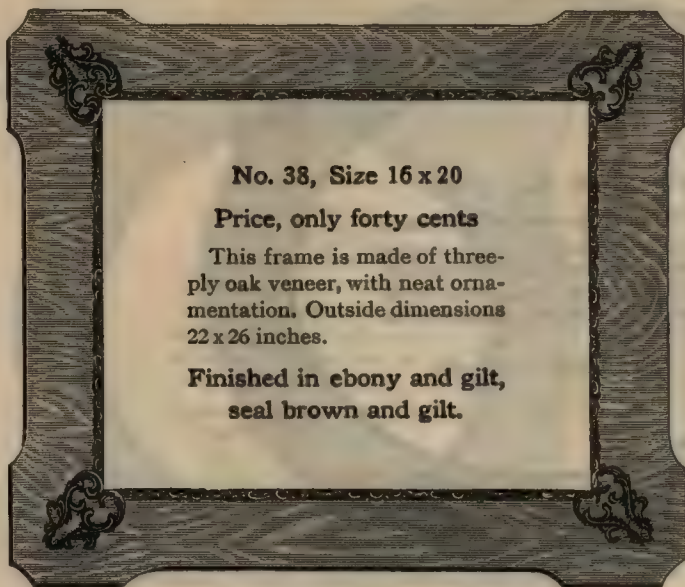 No. 38, Size 16 x 20
Price, only forty cents
This frame is made of three-
ply oak veneer, with neat orna-
mentation. Outside dimensions
22 x 26 inches.
Finished in ebony and gilt,
seal brown and gilt.